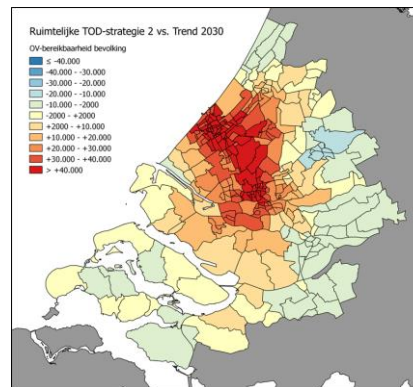 Ruimtelijke TOD-strategie 2 vs. Trend 2030
OV-bereikbaarheid bevolking
≤ -40.000
-40.000 - -30.000
-30.000 - -20.000
-20.000 - -10.000
-10.000 - -2000
-2000 - +2000
+2000 - +10.000
+10.000 - +20.000
+20.000 - +30.000
+30.000 - +40.000
> +40.000